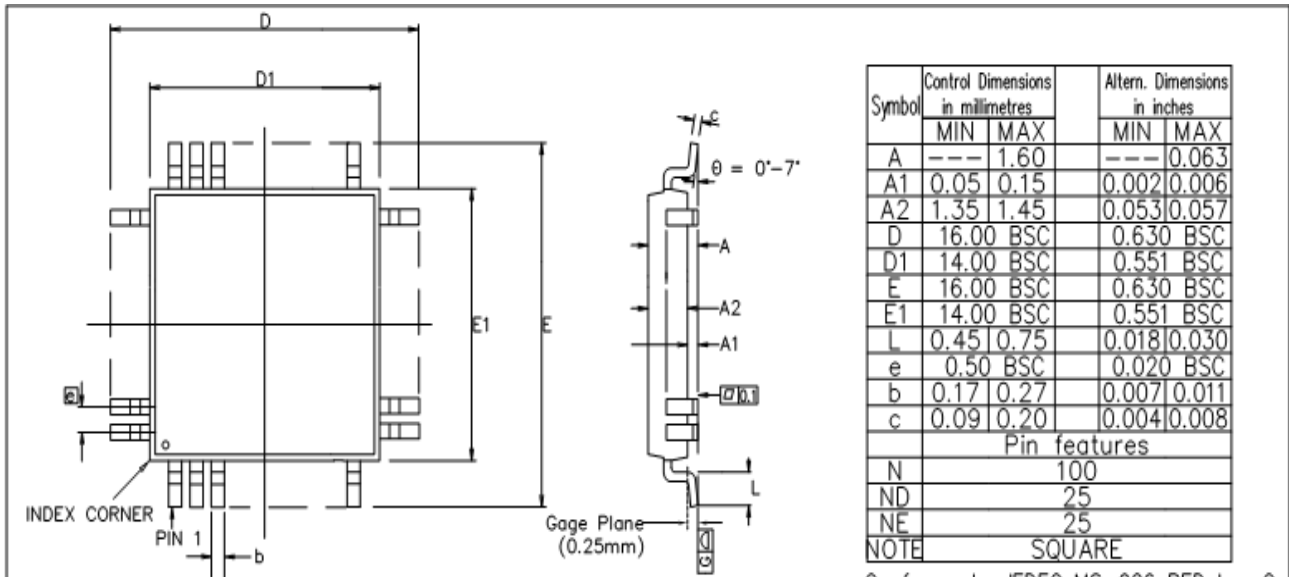 D
D1
c
θ = 0°-7°
A
E1
E
A2
A1
e
0.1
INDEX CORNER
PIN 1
b
L
Gage Plane
(0.25mm)
G
Symbol Control Dimensions in millimetres Altern. Dimensions in inches
MIN MAX MIN MAX
A --- 1.60 --- 0.063
A1 0.05 0.15 0.002 0.006
A2 1.35 1.45 0.053 0.057
D 16.00 BSC 0.630 BSC
D1 14.00 BSC 0.551 BSC
E 16.00 BSC 0.630 BSC
E1 14.00 BSC 0.551 BSC
L 0.45 0.75 0.018 0.030
e 0.50 BSC 0.020 BSC
b 0.17 0.27 0.007 0.011
c 0.09 0.20 0.004 0.008
Pin features
N 100
ND 25
NE 25
NOTE SQUARE